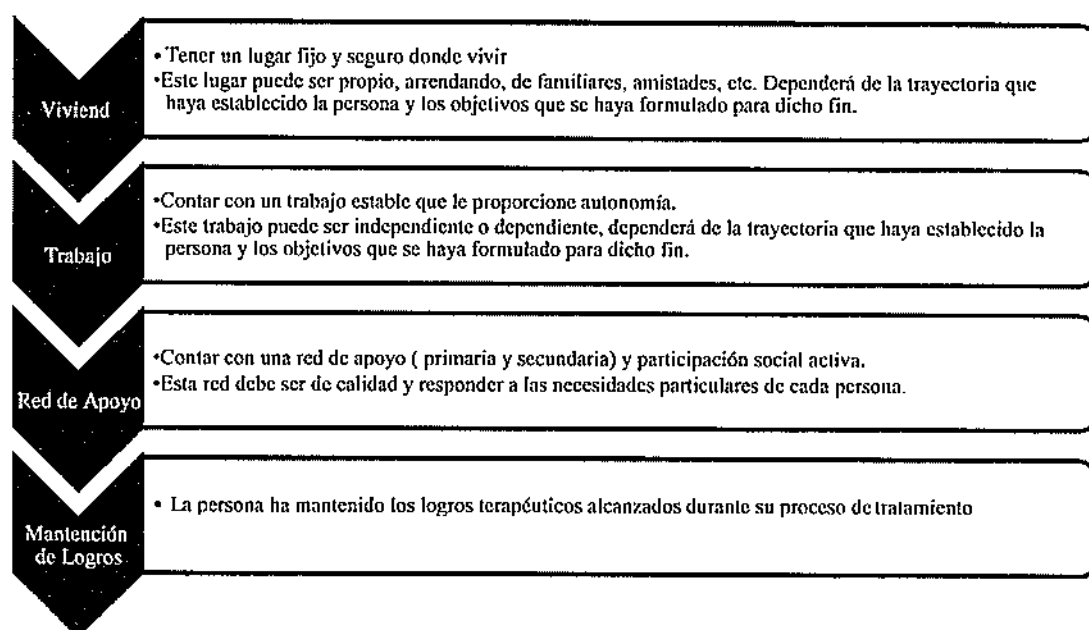 • Tener un lugar fijo y seguro donde vivir
•Este lugar puede ser propio, arrendando, de familiares, amistades, etc. Dependerá de la trayectoria que
haya establecido la persona y los objetivos que se haya formulado para dicho fin.
Viviend
•Contar con un trabajo estable que le proporcione autonomía.
•Este trabajo puede ser independiente o dependiente, dependerá de la trayectoria que haya establecido la
persona y los objetivos que se haya formulado para dicho fin.
Trabajo
•Contar con una red de apoyo ( primaria y secundaria) y participación social activa.
•Esta red debe ser de calidad y responder a las necesidades particulares de cada persona.
Red de Apoyo
• La persona ha mantenido los logros terapéuticos alcanzados durante su proceso de tratamiento
Mantención
de Logros